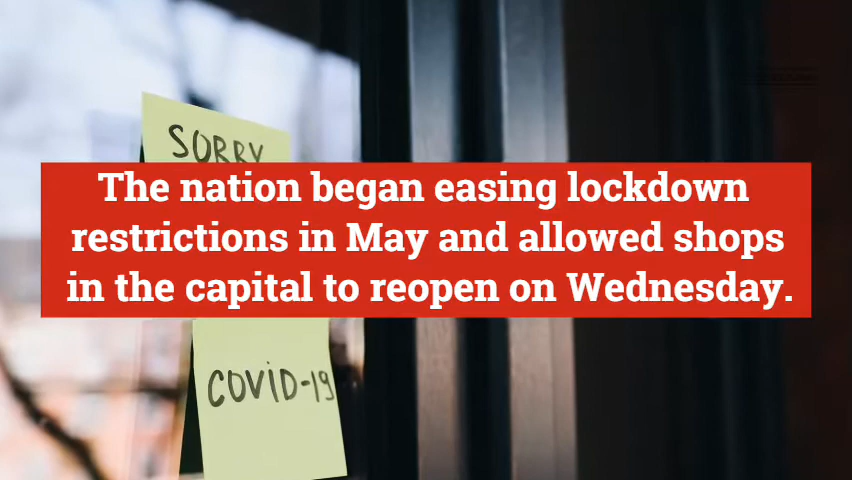 SORRY
The nation began easing lockdown
restrictions in May and allowed shops
in the capital to reopen on Wednesday.
COVID-19